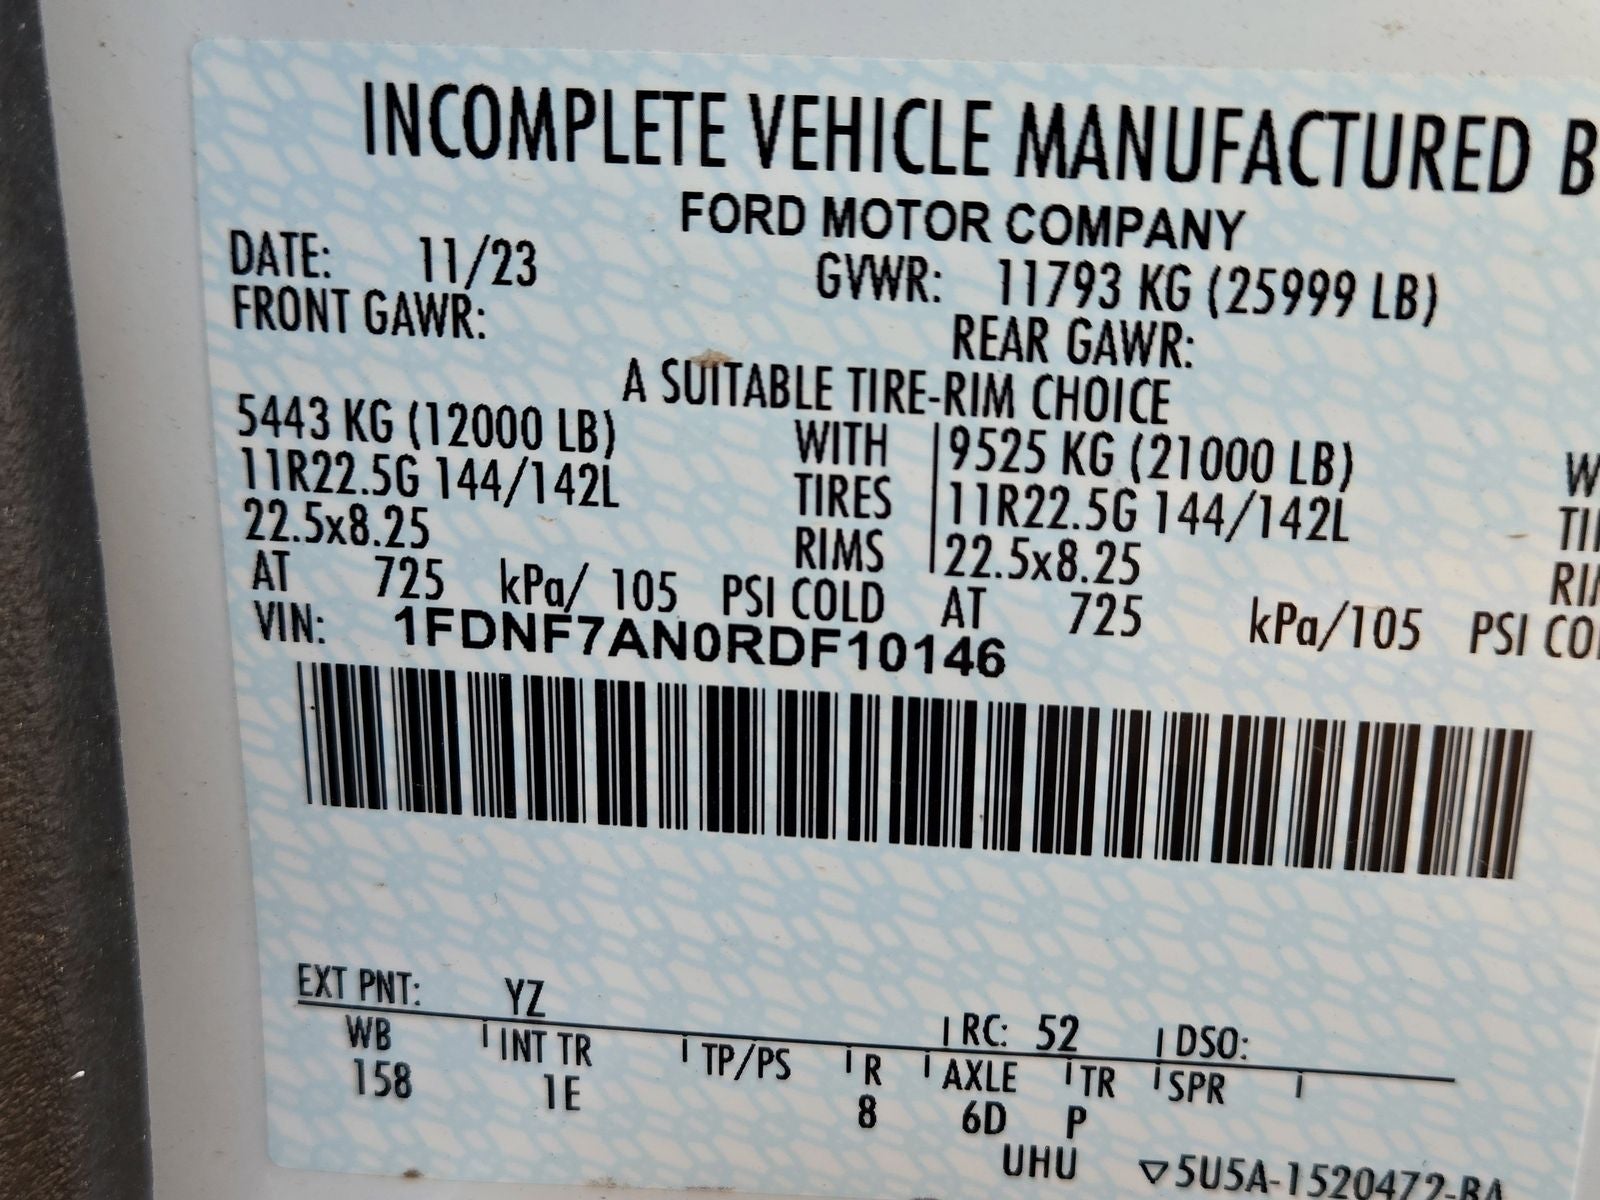 INCOMPLETE VEHICLE MANUFACTURED B
FORD MOTOR COMPANY
DATE: 11/23 GVWR: 11793 KG (25999 LB)
FRONT GAWR: REAR GAWR:
A SUITABLE TIRE-RIM CHOICE
5443 KG (12000 LB) WITH 9525 KG (21000 LB) W
11R22.5G 144/142L TIRES 11R22.5G 144/142L TI
22.5x8.25 RIMS 22.5x8.25 RI
AT 725 kPa/ 105 PSI COLD AT 725 kPa/105 PSI CO
VIN: 1FDNF7AN0RDF10146
EXT PNT: YZ RC: 52 DSO:
WB INT TR TP/PS R AXLE TR SPR
158 1E 8 6D P
UHU 5U5A-1520472-BA